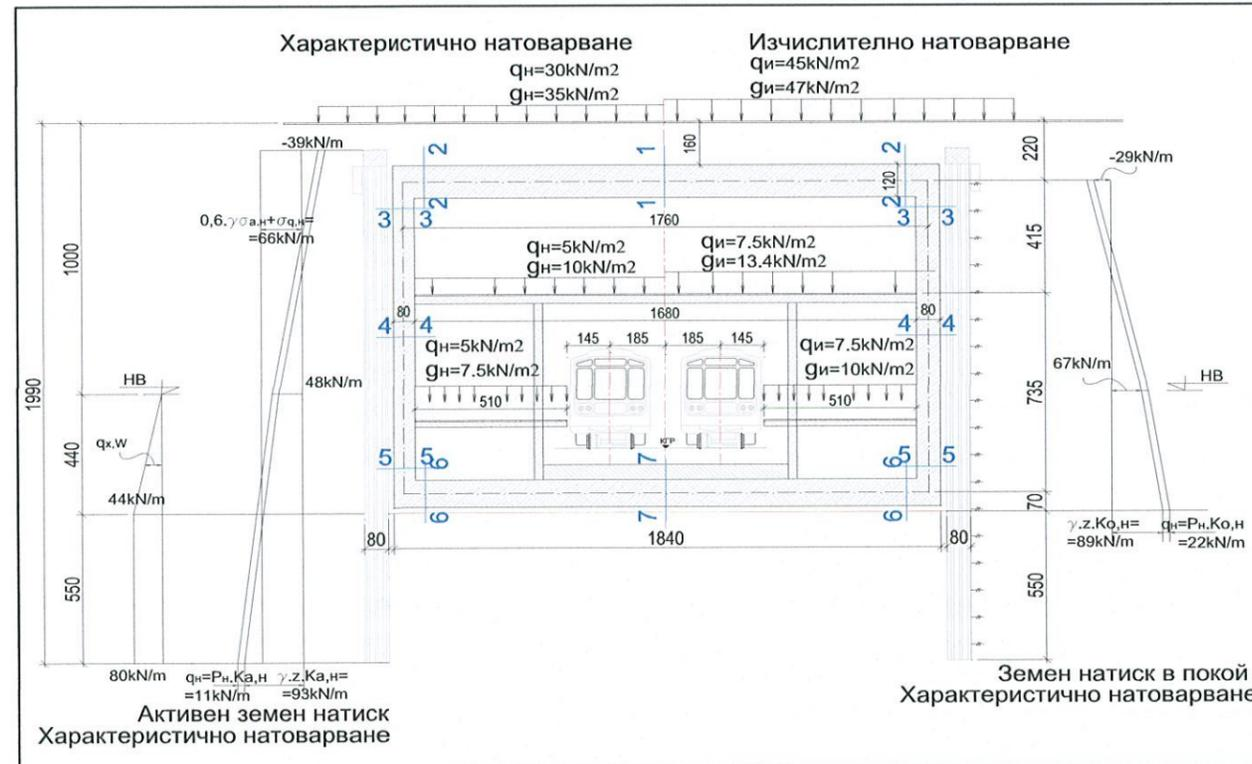 Характеристично натоварване
Изчислително натоварване
qн=30kN/m2
gн=35kN/m2
qи=45kN/m2
gи=47kN/m2
-39kN/m
2
1
160
2
220
-29kN/m
120
2
1
2
3
3
3
3
0,6.γσа.н+σq,н=
=66kN/m
1760
415
1000
qн=5kN/m2
gн=10kN/m2
qи=7.5kN/m2
gи=13.4kN/m2
80
1680
80
4
4
4
4
145
185
185
145
qн=5kN/m2
gн=7.5kN/m2
qи=7.5kN/m2
gи=10kN/m2
1990
НВ
48kN/m
67kN/m
НВ
735
510
510
qх,w
440
КГР
5
5
6
7
6
5
5
44kN/m
70
6
7
6
80
1840
80
γ.z.Ko,н=
=89kN/m
qн=Pн.Ko,н
=22kN/m
550
550
80kN/m
qн=Pн.Ka,н
=11kN/m
γ.z.Ka,н=
=93kN/m
Активен земен натиск
Характеристично натоварване
Земен натиск в покой
Характеристично натоварване